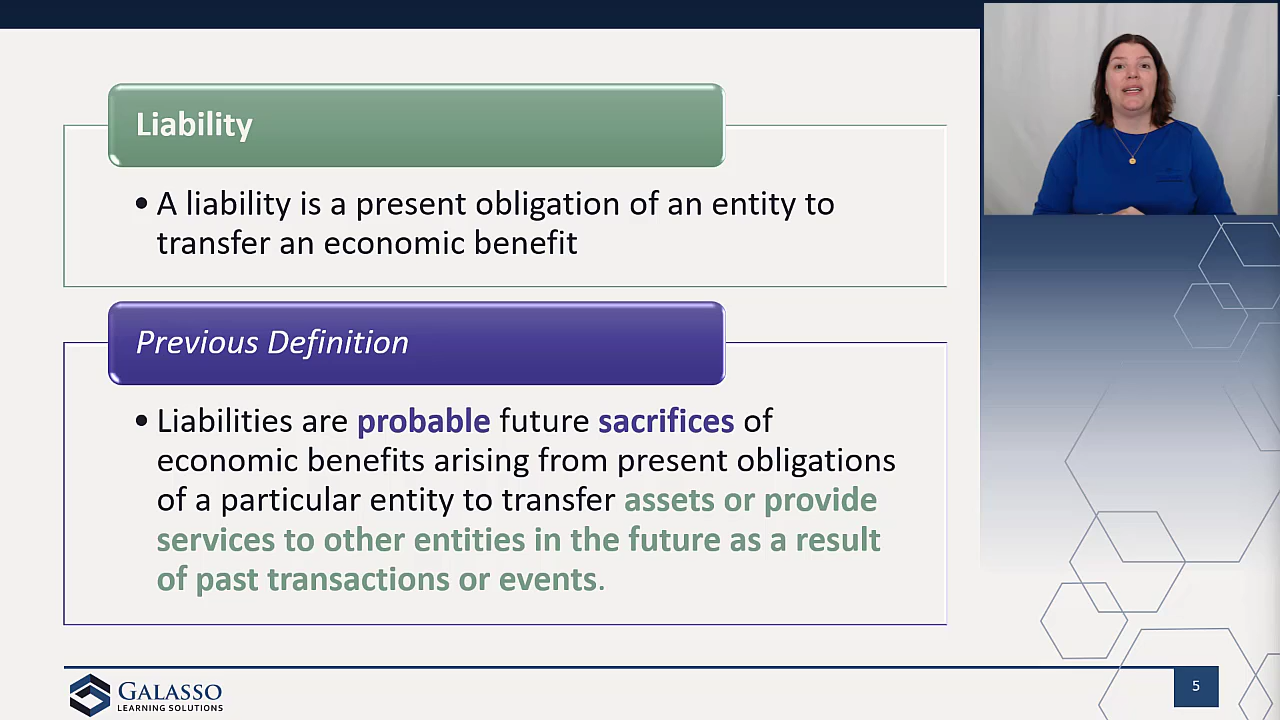 Liability
• A liability is a present obligation of an entity to
transfer an economic benefit
Previous Definition
• Liabilities are probable future sacrifices of
economic benefits arising from present obligations
of a particular entity to transfer assets or provide
services to other entities in the future as a result
of past transactions or events.
GALASSO
LEARNING SOLUTIONS
5